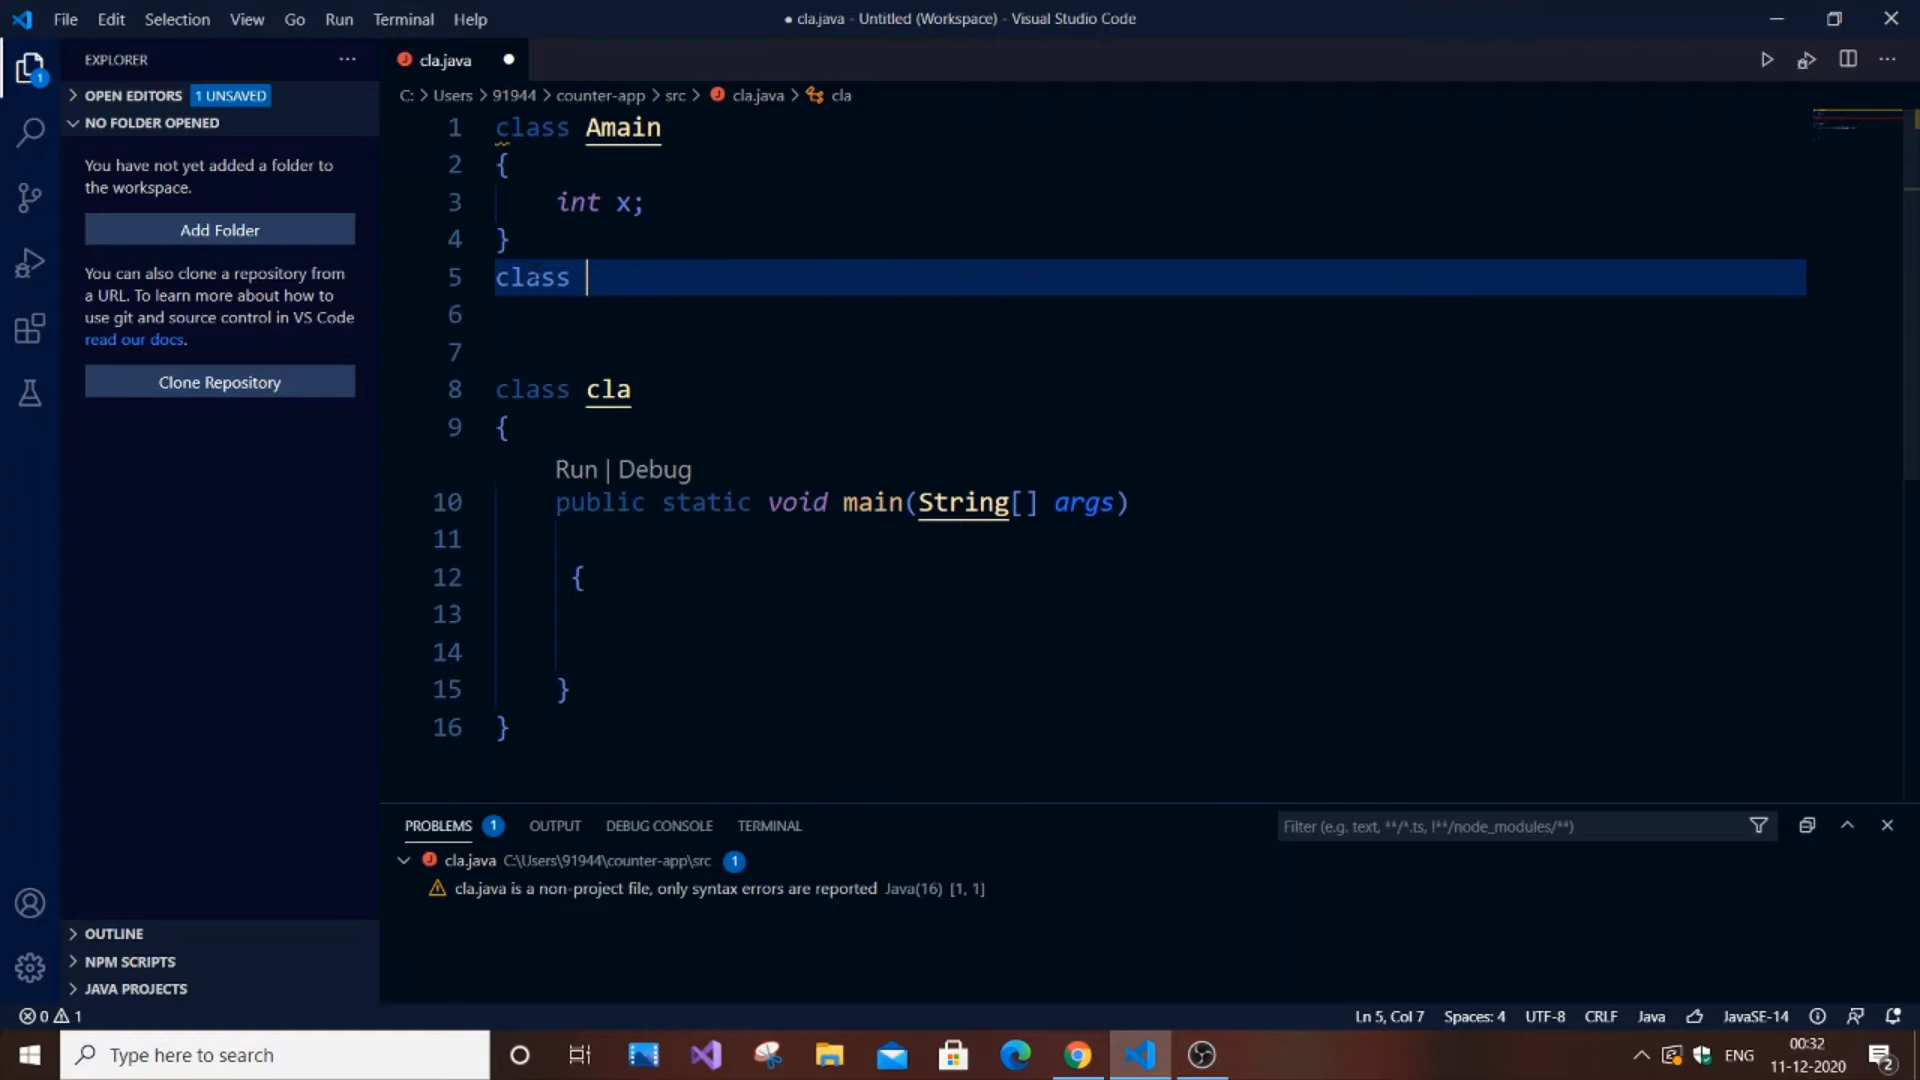 File Edit Selection View Go Run Terminal Help
● cla.java - Untitled (Workspace) - Visual Studio Code
EXPLORER
OPEN EDITORS 1 UNSAVED
NO FOLDER OPENED
You have not yet added a folder to
the workspace.
Add Folder
You can also clone a repository from
a URL. To learn more about how to
use git and source control in VS Code
read our docs.
Clone Repository
OUTLINE
NPM SCRIPTS
JAVA PROJECTS
1
cla.java
C: > Users > 91944 > counter-app > src > cla.java > cla
1 class Amain
2 {
3 int x;
4 }
5 class
6
7
8 class cla
9 {
Run | Debug
10 public static void main(String[] args)
11
12 {
13
14
15 }
16 }
PROBLEMS 1 OUTPUT DEBUG CONSOLE TERMINAL
Filter (e.g. text, **/*.ts, !**/node_modules/**)
cla.java C:\Users\91944\counter-app\src 1
cla.java is a non-project file, only syntax errors are reported Java(16) [1, 1]
0 1
Ln 5, Col 7 Spaces: 4 UTF-8 CRLF Java JavaSE-14
Type here to search
ENG
00:32
11-12-2020
2